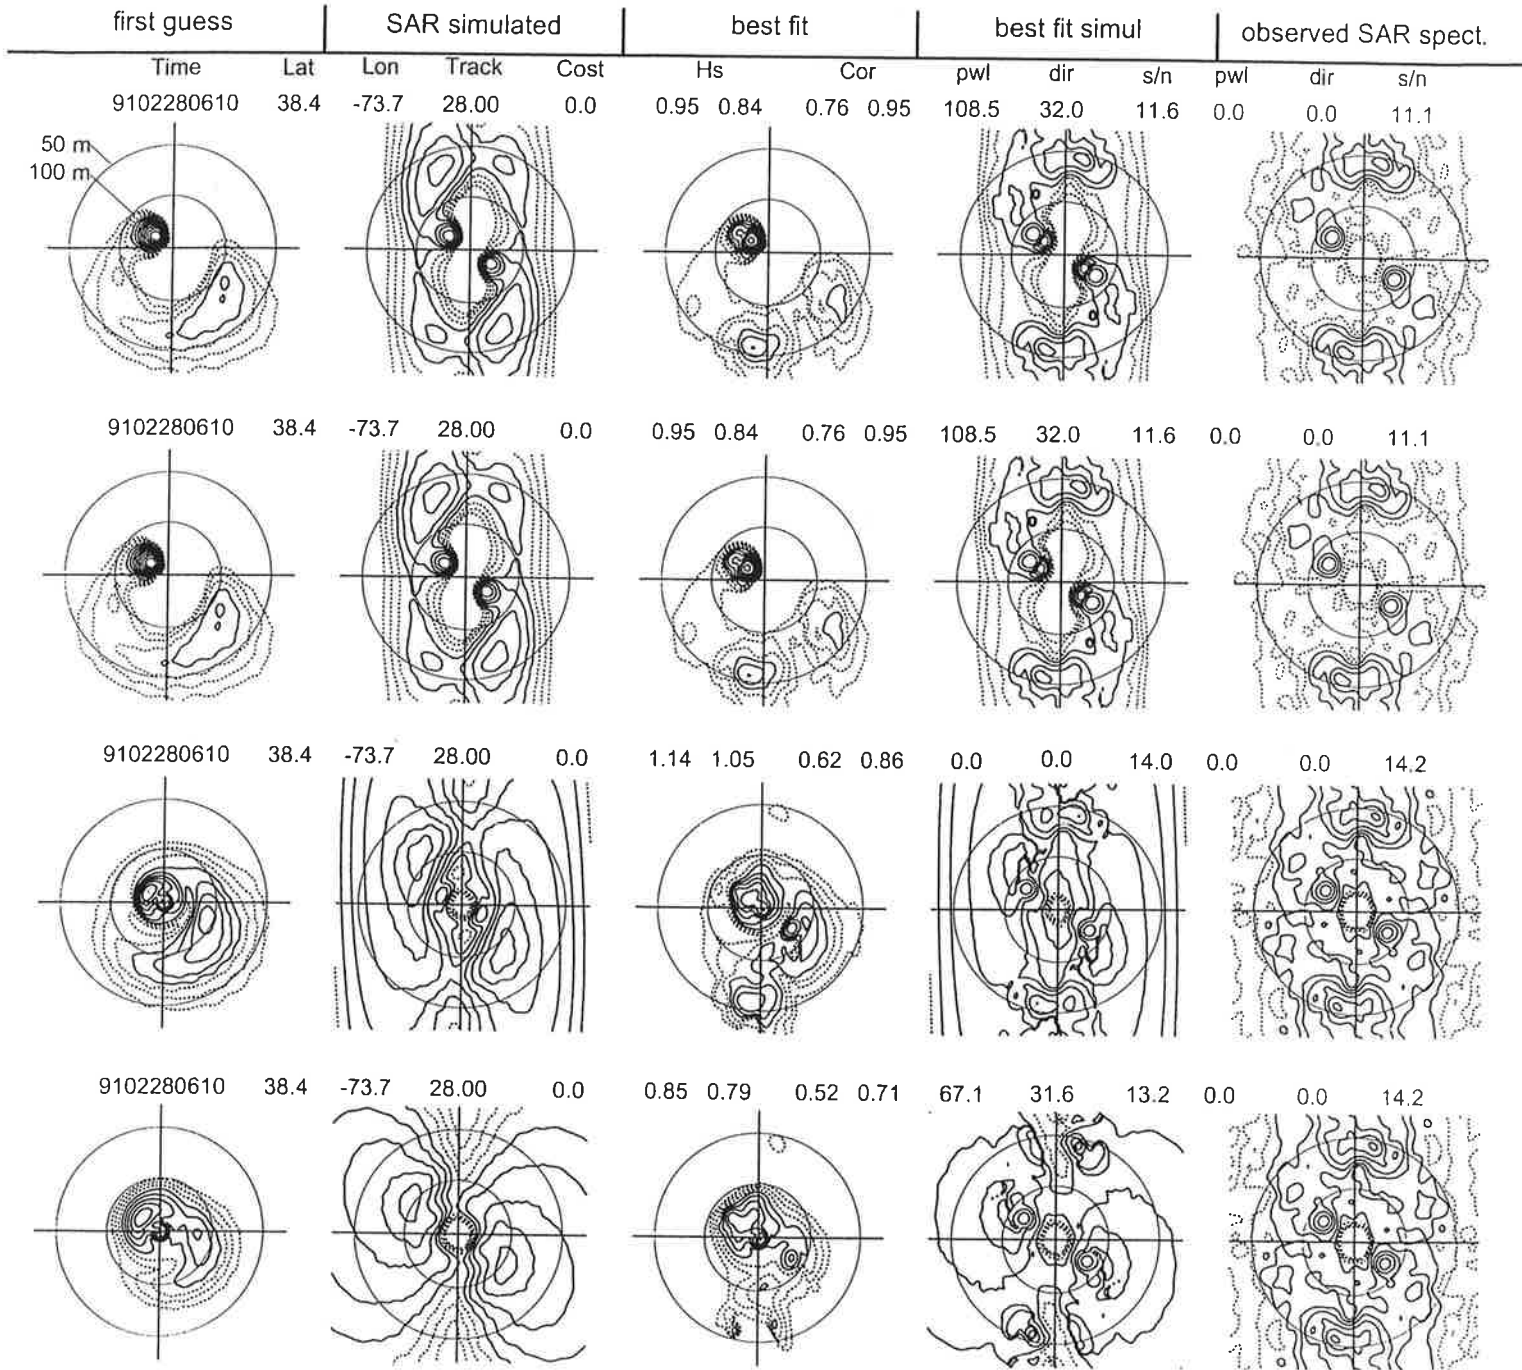 first guess SAR simulated best fit best fit simul observed SAR spect.
Time Lat Lon Track Cost Hs Cor pwl dir s/n pwl dir s/n
9102280610 38.4 -73.7 28.00 0.0 0.95 0.84 0.76 0.95 108.5 32.0 11.6 0.0 0.0 11.1
50 m
100 m
9102280610 38.4 -73.7 28.00 0.0 0.95 0.84 0.76 0.95 108.5 32.0 11.6 0.0 0.0 11.1
9102280610 38.4 -73.7 28.00 0.0 1.14 1.05 0.62 0.86 0.0 0.0 14.0 0.0 0.0 14.2
9102280610 38.4 -73.7 28.00 0.0 0.85 0.79 0.52 0.71 67.1 31.6 13.2 0.0 0.0 14.2